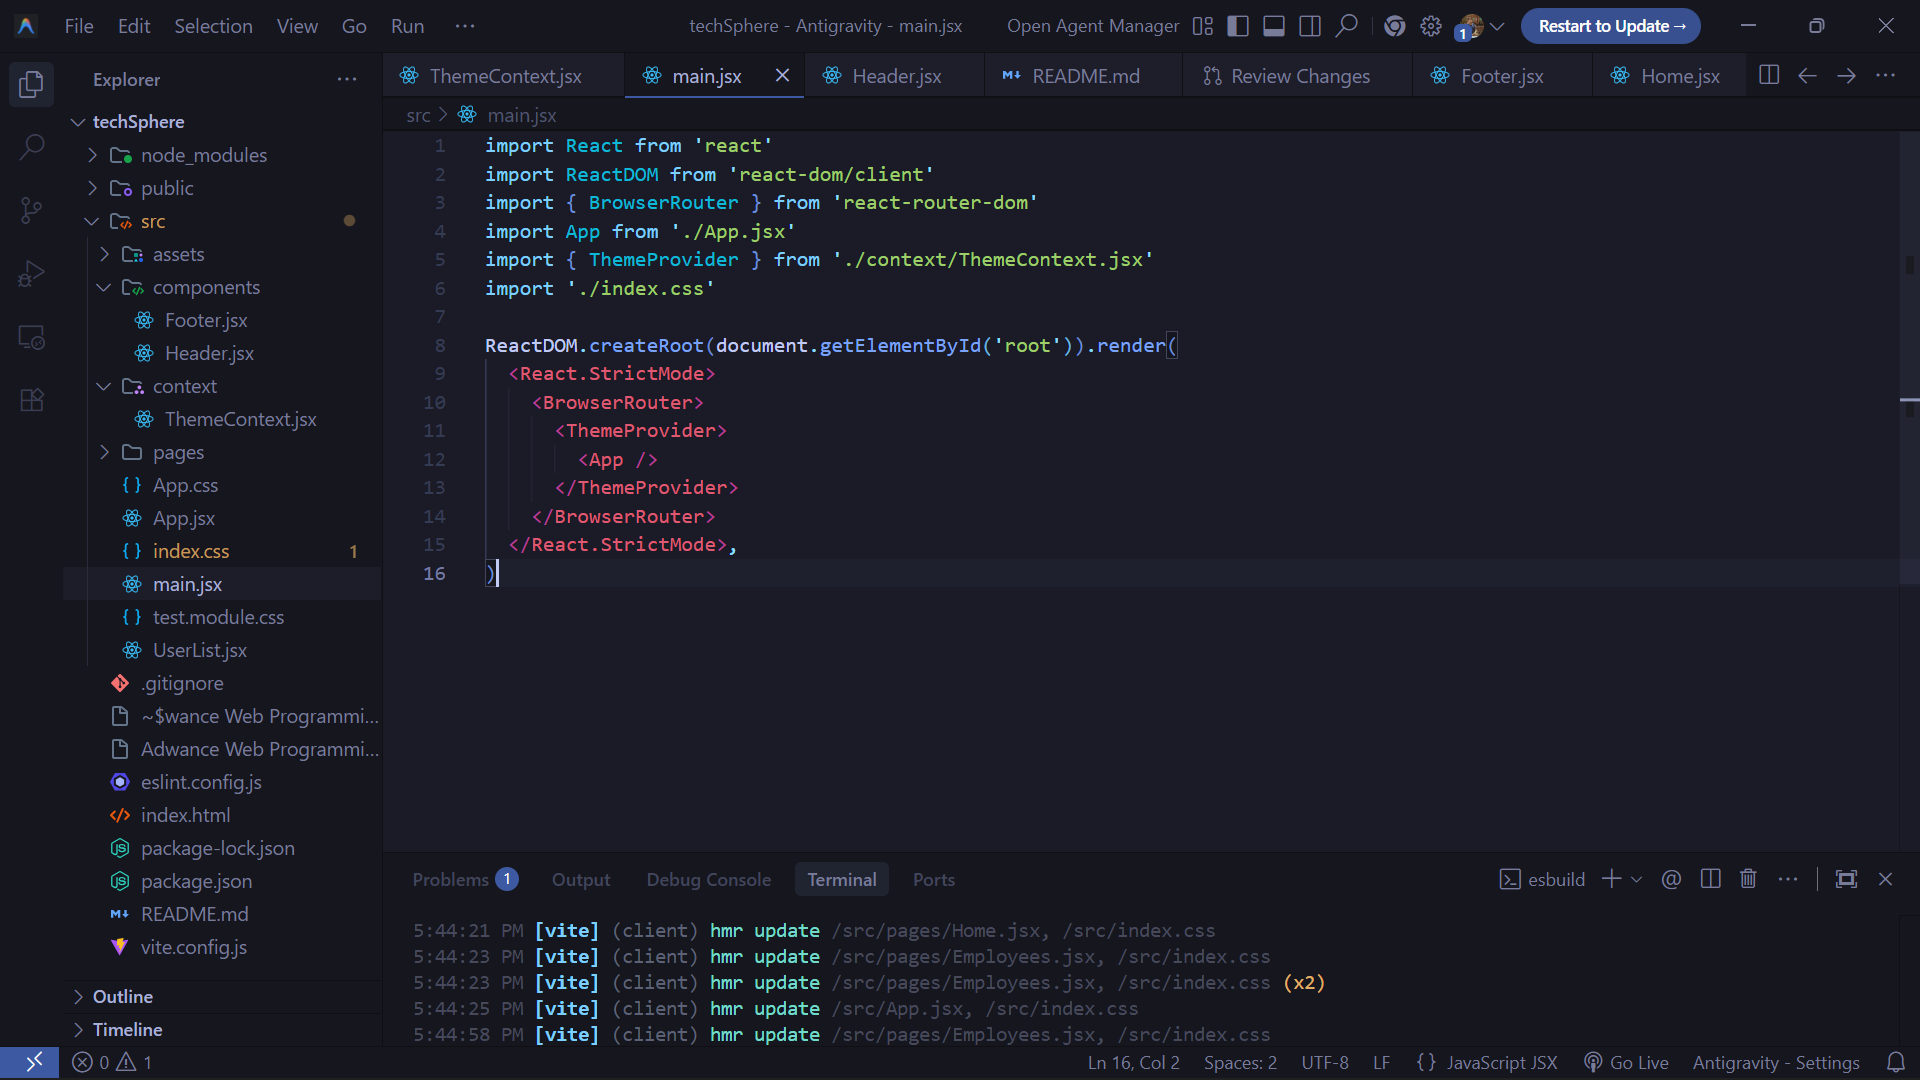 File Edit Selection View Go Run ··· techSphere - Antigravity - main.jsx Open Agent Manager 1 Restart to Update →
Explorer ···
techSphere
node_modules
public
src
assets
components
Footer.jsx
Header.jsx
context
ThemeContext.jsx
pages
App.css
App.jsx
index.css 1
main.jsx
test.module.css
UserList.jsx
.gitignore
~$wance Web Programmi...
Adwance Web Programmi...
eslint.config.js
index.html
package-lock.json
package.json
README.md
vite.config.js
Outline
Timeline
ThemeContext.jsx main.jsx Header.jsx README.md Review Changes Footer.jsx Home.jsx ···
src > main.jsx
1 import React from 'react'
2 import ReactDOM from 'react-dom/client'
3 import { BrowserRouter } from 'react-router-dom'
4 import App from './App.jsx'
5 import { ThemeProvider } from './context/ThemeContext.jsx'
6 import './index.css'
7
8 ReactDOM.createRoot(document.getElementById('root')).render(
9 <React.StrictMode>
10 <BrowserRouter>
11 <ThemeProvider>
12 <App />
13 </ThemeProvider>
14 </BrowserRouter>
15 </React.StrictMode>,
16 )
Problems 1 Output Debug Console Terminal Ports esbuild
5:44:21 PM [vite] (client) hmr update /src/pages/Home.jsx, /src/index.css
5:44:23 PM [vite] (client) hmr update /src/pages/Employees.jsx, /src/index.css
5:44:23 PM [vite] (client) hmr update /src/pages/Employees.jsx, /src/index.css (x2)
5:44:25 PM [vite] (client) hmr update /src/App.jsx, /src/index.css
5:44:58 PM [vite] (client) hmr update /src/pages/Employees.jsx, /src/index.css
0 1 Ln 16, Col 2 Spaces: 2 UTF-8 LF {} JavaScript JSX Go Live Antigravity - Settings